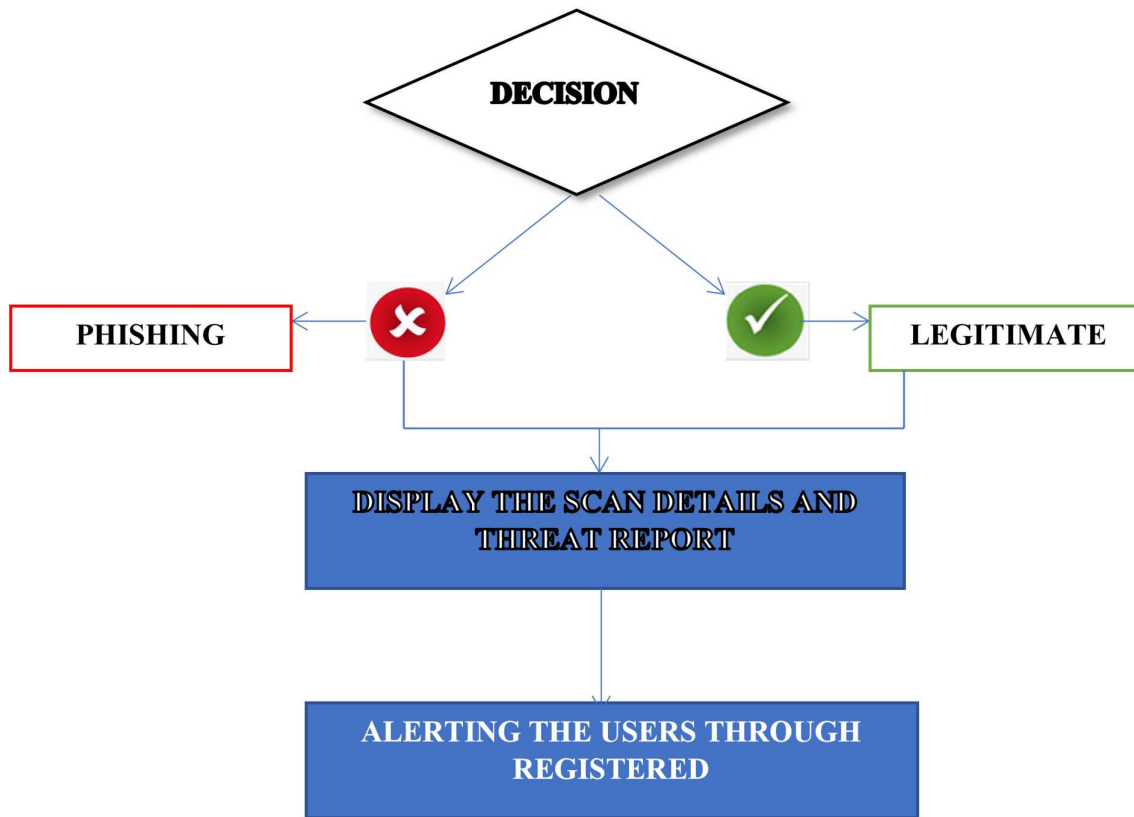 DECISION
PHISHING
LEGITIMATE
DISPLAY THE SCAN DETAILS AND
THREAT REPORT
ALERTING THE USERS THROUGH
REGISTERED